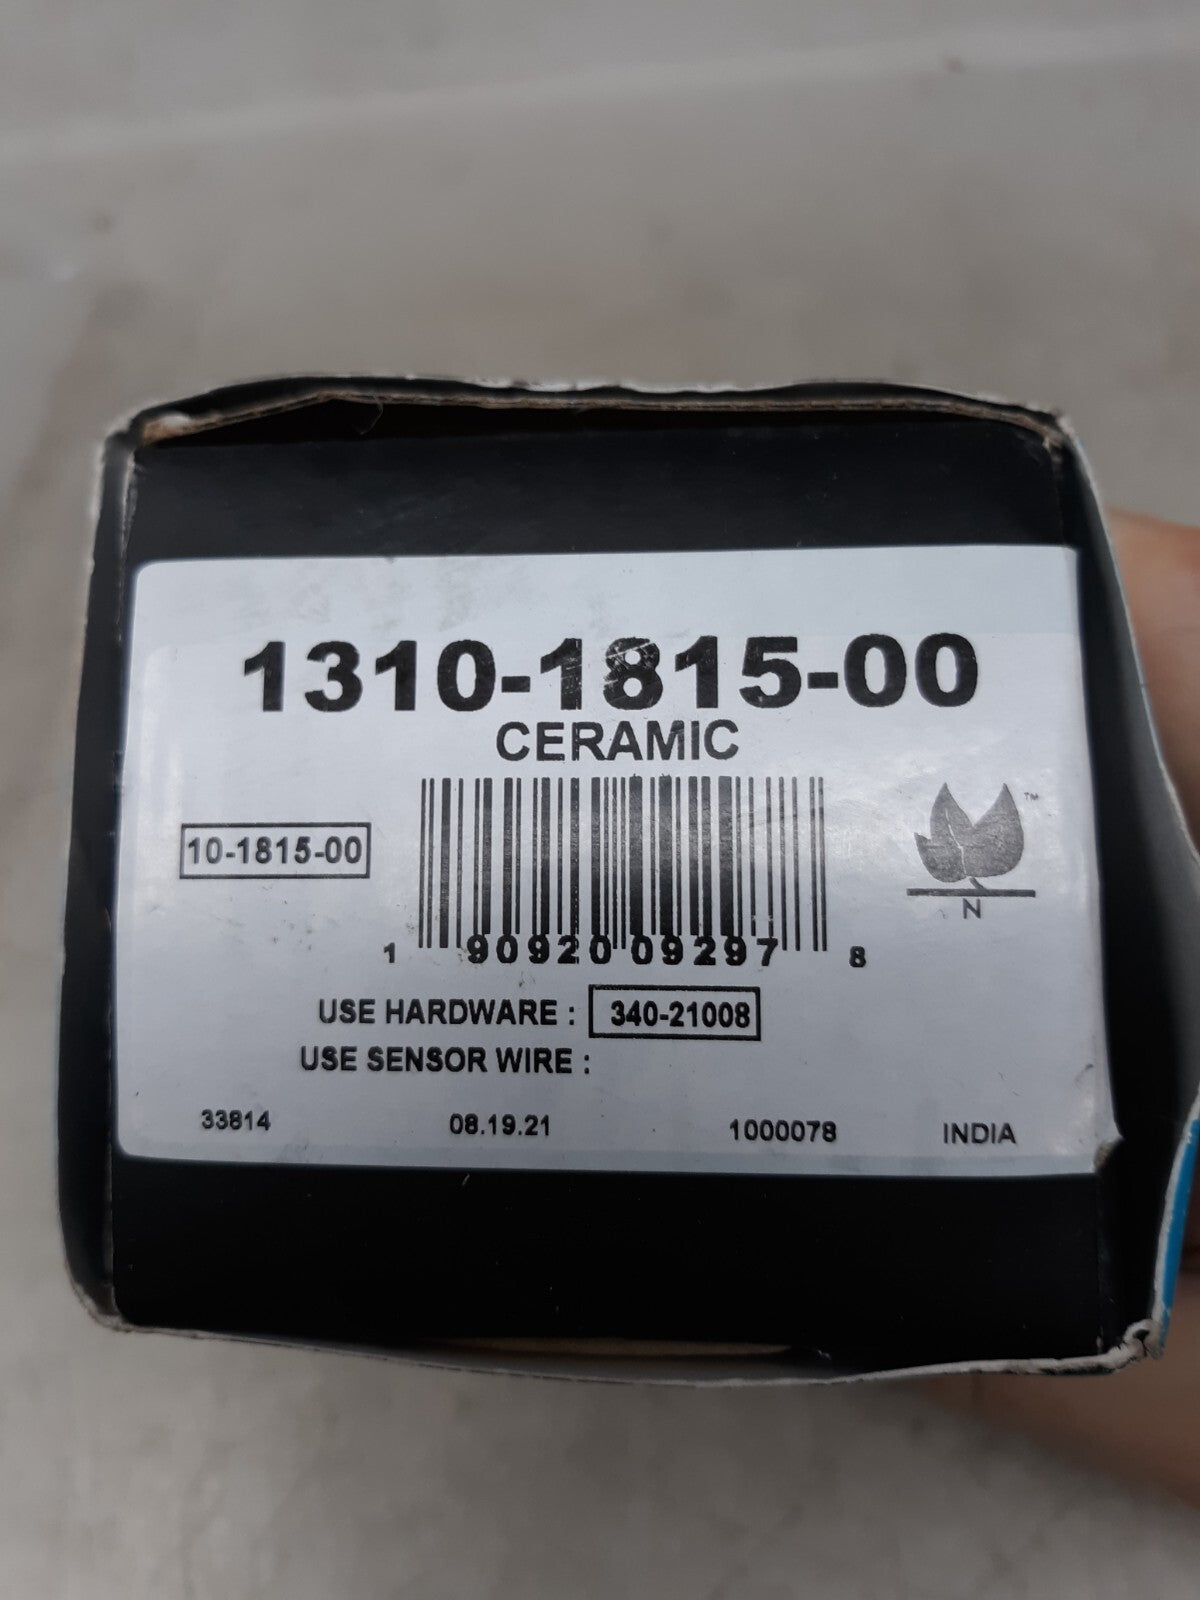 1310-1815-00
CERAMIC
10-1815-00
™
N
1 90920 09297 8
USE HARDWARE : 340-21008
USE SENSOR WIRE :
33814 08.19.21 1000078 INDIA